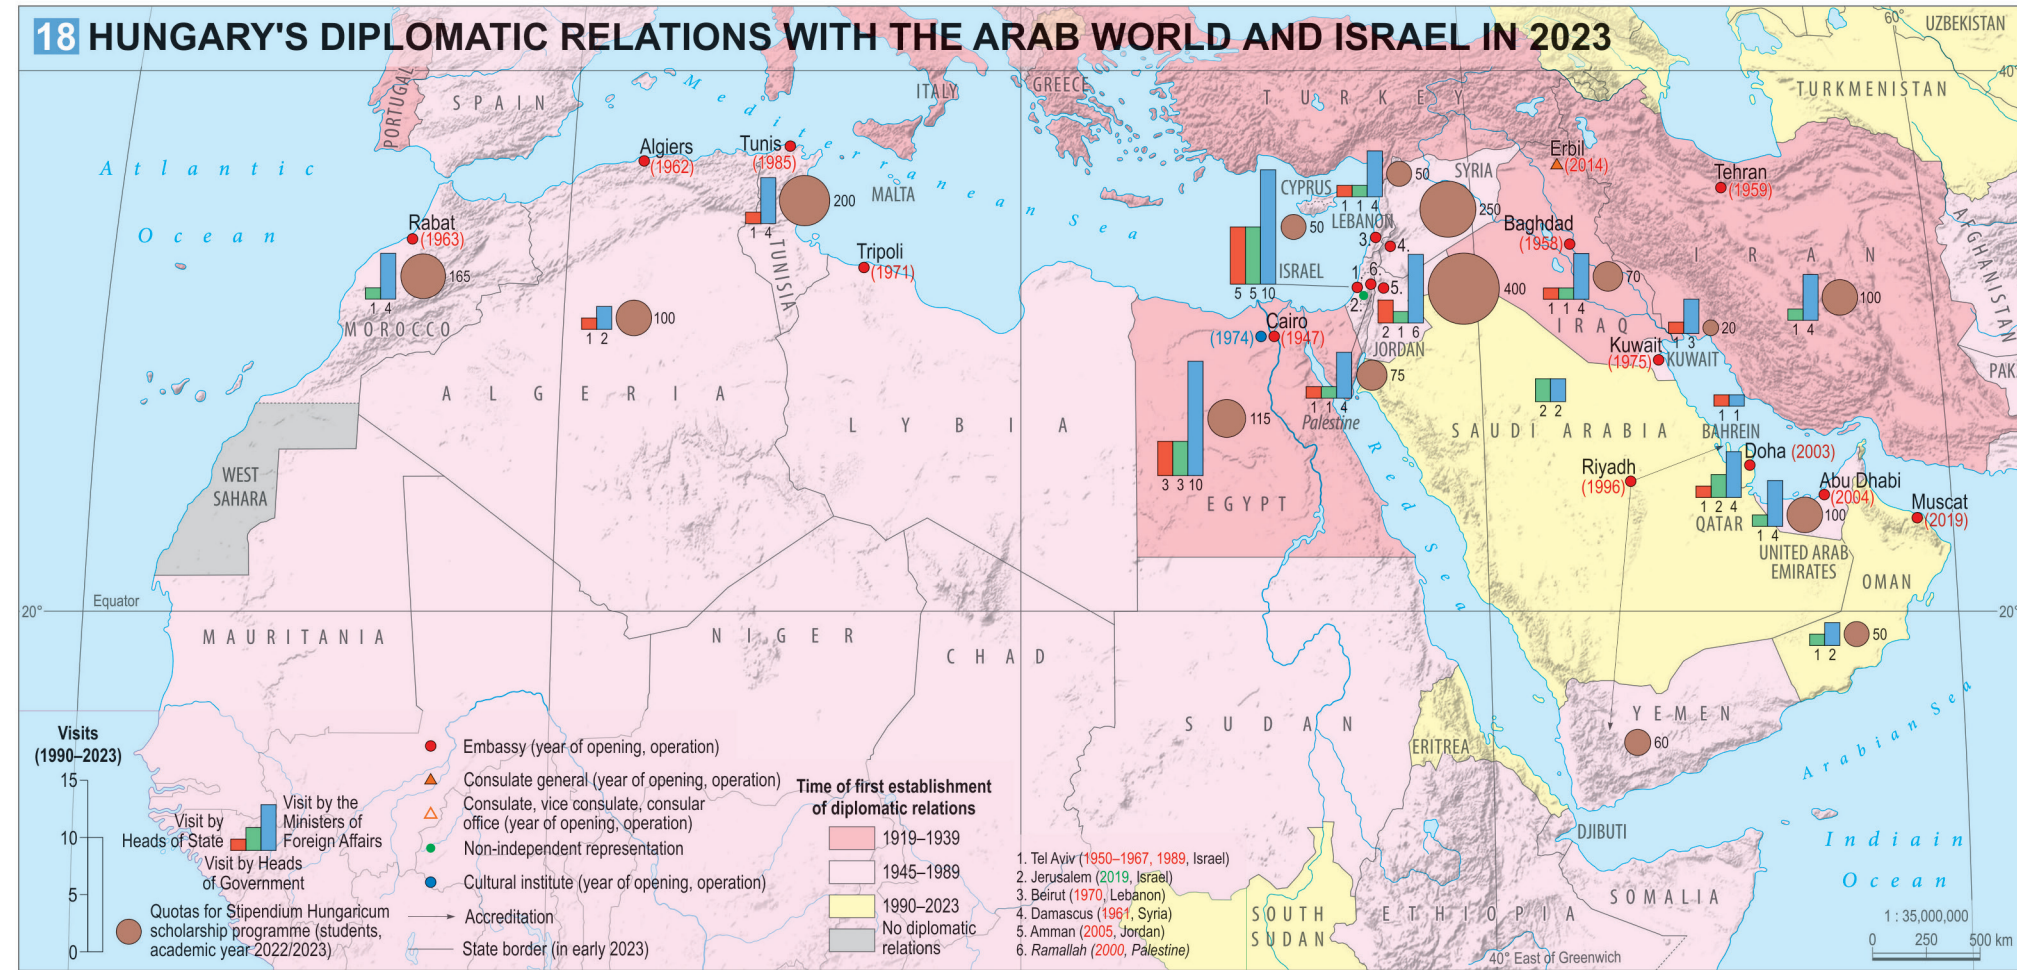 18 HUNGARY'S DIPLOMATIC RELATIONS WITH THE ARAB WORLD AND ISRAEL IN 2023
60°
UZBEKISTAN
40°
TURKMENISTAN
PORTUGAL
SPAIN
ITALY
GREECE
TURKEY
Mediterranean Sea
Atlantic
Ocean
Algiers
(1962)
Tunis
(1985)
1 4
200
MALTA
TUNISIA
Rabat
(1963)
1 4
165
MOROCCO
Tripoli
(1971)
1 2
100
ALGERIA
LYBIA
WEST
SAHARA
CYPRUS
1 1 4
50
LEBANON
SYRIA
250
5 5 10
50
ISRAEL
1.
2.
3.
4.
5.
6.
2 1 6
400
JORDAN
Erbil
(2014)
Baghdad
(1958)
1 1 4
70
IRAQ
Tehran
(1959)
IRAN
1 4
100
AFGHANISTAN
PAK.
Kuwait
(1975)
KUWAIT
1 3
20
Cairo
(1974)
(1947)
3 3 10
115
EGYPT
1 1 4
75
Palestine
Red Sea
2 2
SAUDI ARABIA
1 1
BAHREIN
Riyadh
(1996)
Doha (2003)
1 2 4
QATAR
Abu Dhabi
(2004)
1 4
100
UNITED ARAB
EMIRATES
Muscat
(2019)
OMAN
1 2
50
20°
Equator
20°
MAURITANIA
NIGER
CHAD
SUDAN
ERITREA
YEMEN
60
Arabian Sea
DJIBUTI
Indiain
Ocean
SOMALIA
ETHIOPIA
SOUTH
SUDAN
40° East of Greenwich
1 : 35,000,000
0 250 500 km
Visits
(1990–2023)
15
10
5
0
Visit by
Heads of State
Visit by the
Ministers of
Foreign Affairs
Visit by Heads
of Government
Quotas for Stipendium Hungaricum
scholarship programme (students,
academic year 2022/2023)
Embassy (year of opening, operation)
Consulate general (year of opening, operation)
Consulate, vice consulate, consular
office (year of opening, operation)
Non-independent representation
Cultural institute (year of opening, operation)
Accreditation
State border (in early 2023)
Time of first establishment
of diplomatic relations
1919–1939
1945–1989
1990–2023
No diplomatic
relations
1. Tel Aviv (1950–1967, 1989, Israel)
2. Jerusalem (2019, Israel)
3. Beirut (1970, Lebanon)
4. Damascus (1961, Syria)
5. Amman (2005, Jordan)
6. Ramallah (2000, Palestine)